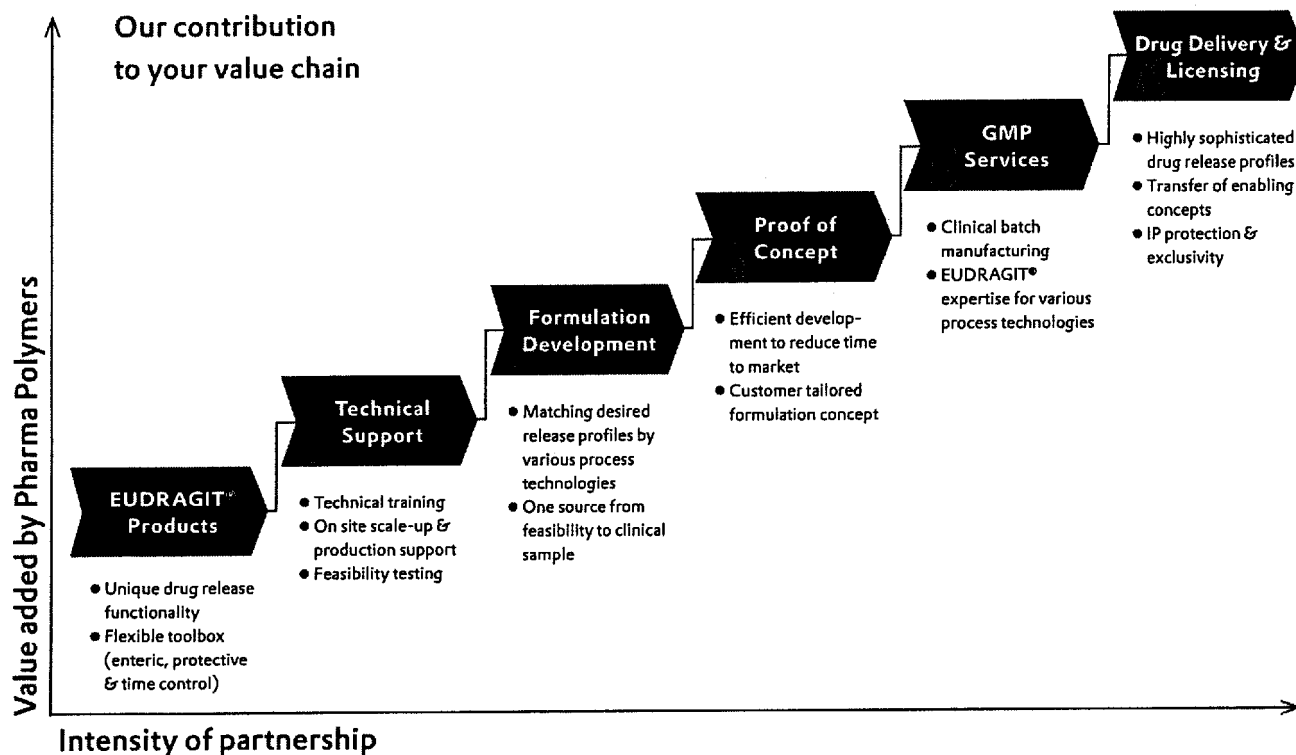 Our contribution
to your value chain
Value added by Pharma Polymers
EUDRAGIT®
Products
● Unique drug release
functionality
● Flexible toolbox
(enteric, protective
& time control)
Technical
Support
● Technical training
● On site scale-up &
production support
● Feasibility testing
Formulation
Development
● Matching desired
release profiles by
various process
technologies
● One source from
feasibility to clinical
sample
Proof of
Concept
● Efficient develop-
ment to reduce time
to market
● Customer tailored
formulation concept
GMP
Services
● Clinical batch
manufacturing
● EUDRAGIT®
expertise for various
process technologies
Drug Delivery &
Licensing
● Highly sophisticated
drug release profiles
● Transfer of enabling
concepts
● IP protection &
exclusivity
Intensity of partnership